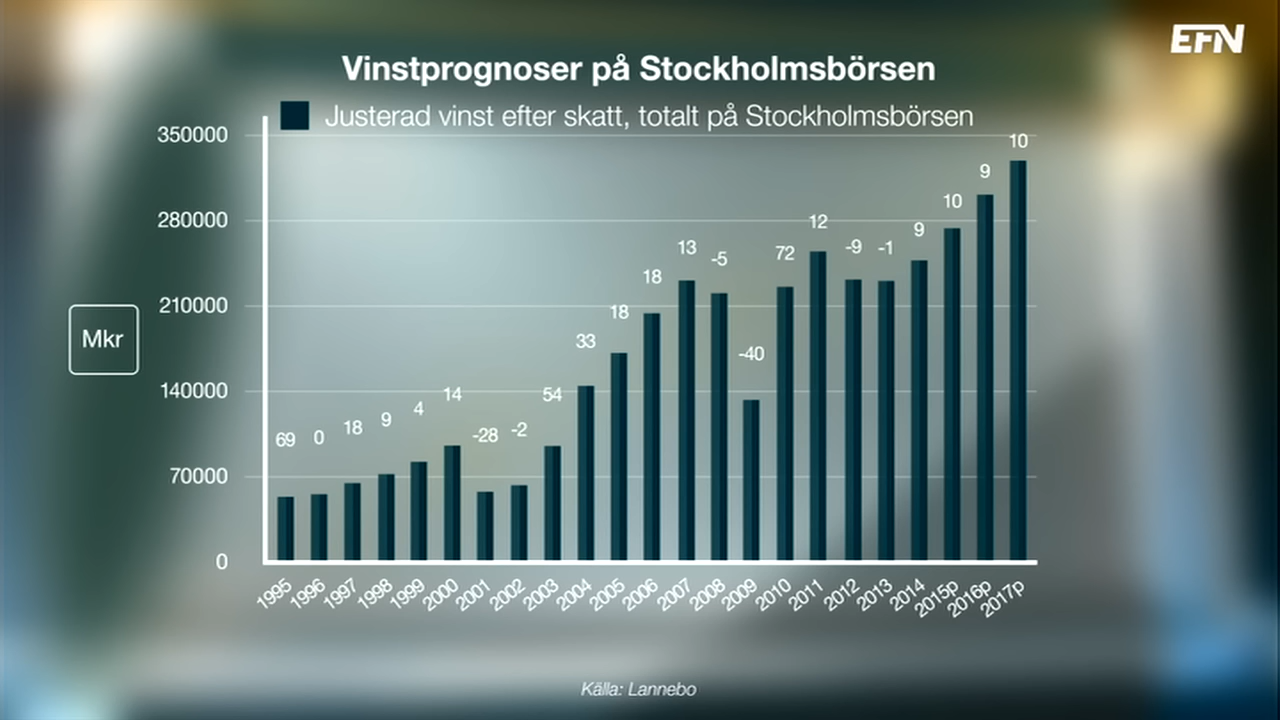 EFN
Vinstprognoser på Stockholmsbörsen
Justerad vinst efter skatt, totalt på Stockholmsbörsen
350000
280000
210000
140000
70000
0
Mkr
69 0 18 9 4 14 -28 -2 54 33 18 18 13 -5 -40 72 12 -9 -1 9 10 9 10
1995 1996 1997 1998 1999 2000 2001 2002 2003 2004 2005 2006 2007 2008 2009 2010 2011 2012 2013 2014 2015p 2016p 2017p
Källa: Lannebo